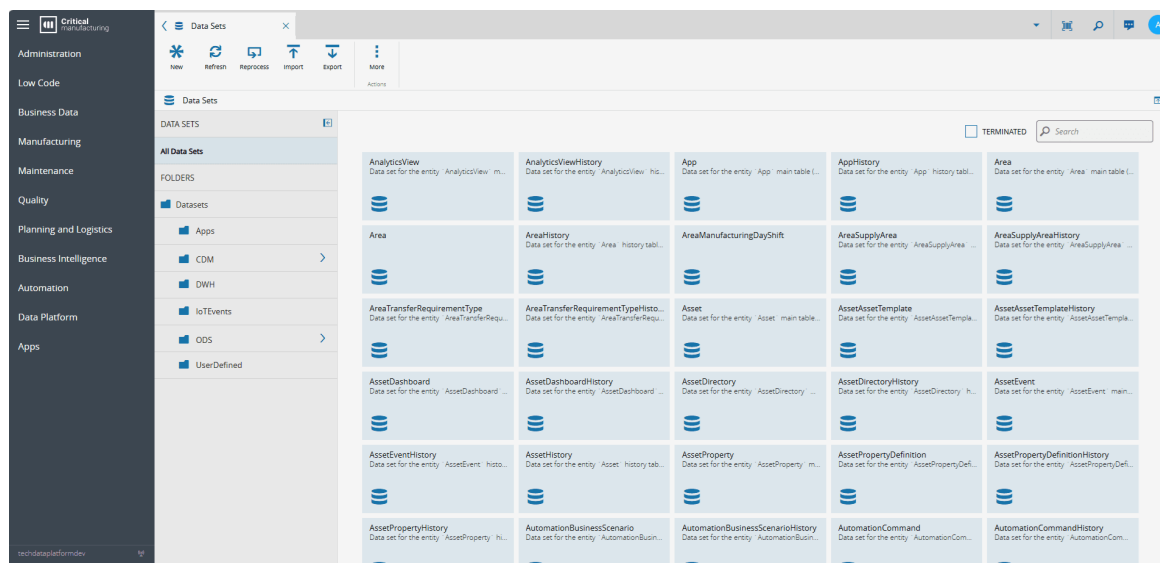 Critical
manufacturing
Data Sets
Administration
Low Code
Business Data
Manufacturing
Maintenance
Quality
Planning and Logistics
Business Intelligence
Automation
Data Platform
Apps
techdataplatformdev
New
Refresh
Reprocess
Import
Export
More
Actions
Data Sets
DATA SETS
All Data Sets
FOLDERS
Datasets
Apps
CDM
DWH
IoTEvents
ODS
UserDefined
TERMINATED
Search
AnalyticsView
Data set for the entity `AnalyticsView` m...
AnalyticsViewHistory
Data set for the entity `AnalyticsView` his...
App
Data set for the entity `App` main table (...
AppHistory
Data set for the entity `App` history tabl...
Area
Data set for the entity `Area` main table (...
Area
AreaHistory
Data set for the entity `Area` history tabl...
AreaManufacturingDayShift
AreaSupplyArea
Data set for the entity `AreaSupplyArea` ...
AreaSupplyAreaHistory
Data set for the entity `AreaSupplyArea` ...
AreaTransferRequirementType
Data set for the entity `AreaTransferRequ...
AreaTransferRequirementTypeHisto...
Data set for the entity `AreaTransferRequ...
Asset
Data set for the entity `Asset` main table...
AssetAssetTemplate
Data set for the entity `AssetAssetTempla...
AssetAssetTemplateHistory
Data set for the entity `AssetAssetTempla...
AssetDashboard
Data set for the entity `AssetDashboard` ...
AssetDashboardHistory
Data set for the entity `AssetDashboard` ...
AssetDirectory
Data set for the entity `AssetDirectory` ...
AssetDirectoryHistory
Data set for the entity `AssetDirectory` h...
AssetEvent
Data set for the entity `AssetEvent` main...
AssetEventHistory
Data set for the entity `AssetEvent` histo...
AssetHistory
Data set for the entity `Asset` history tab...
AssetProperty
Data set for the entity `AssetProperty` m...
AssetPropertyDefinition
Data set for the entity `AssetPropertyDefi...
AssetPropertyDefinitionHistory
Data set for the entity `AssetPropertyDefi...
AssetPropertyHistory
Data set for the entity `AssetProperty` hi...
AutomationBusinessScenario
Data set for the entity `AutomationBusin...
AutomationBusinessScenarioHistory
Data set for the entity `AutomationBusin...
AutomationCommand
Data set for the entity `AutomationCom...
AutomationCommandHistory
Data set for the entity `AutomationCom...